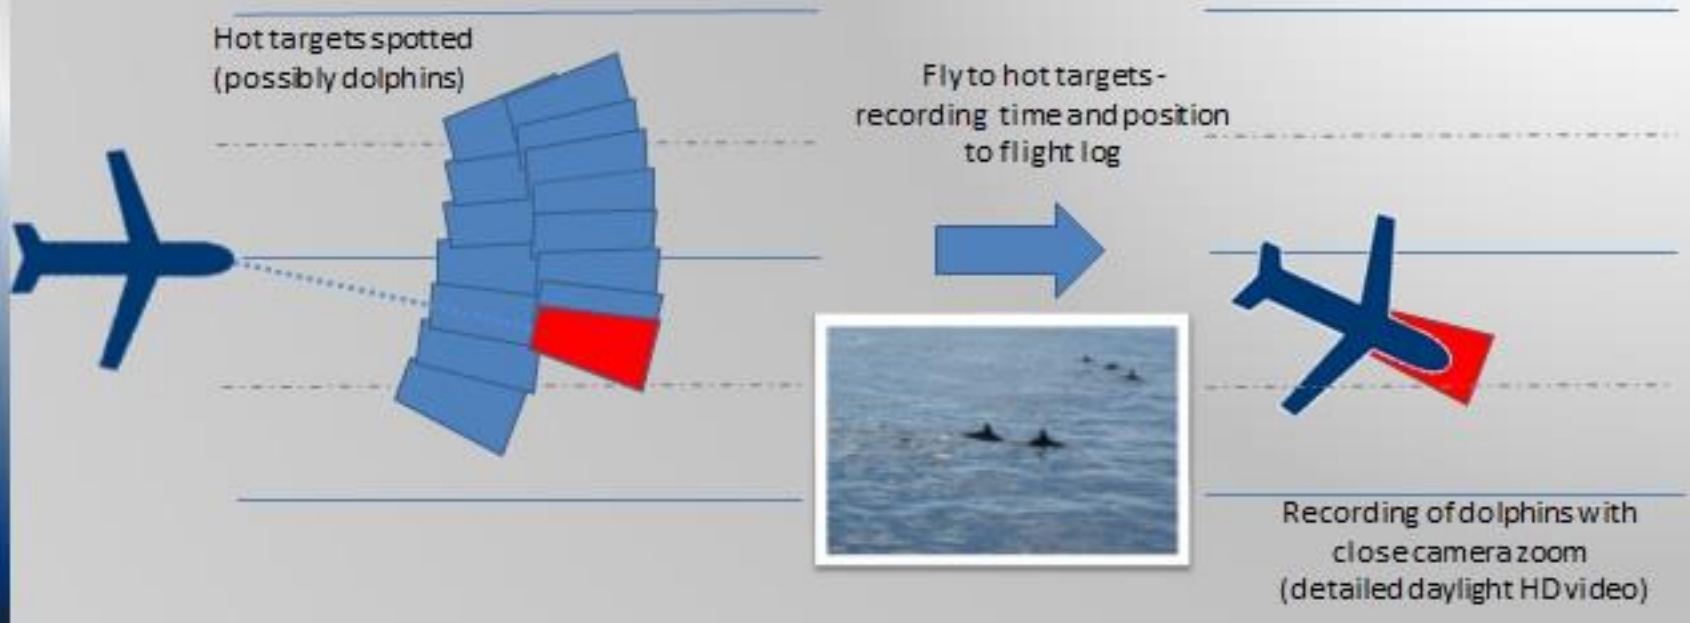 Hot targets spotted
(possibly dolphins)
Fly to hot targets -
recording time and position
to flight log
Recording of dolphins with
close camera zoom
(detailed daylight HD video)